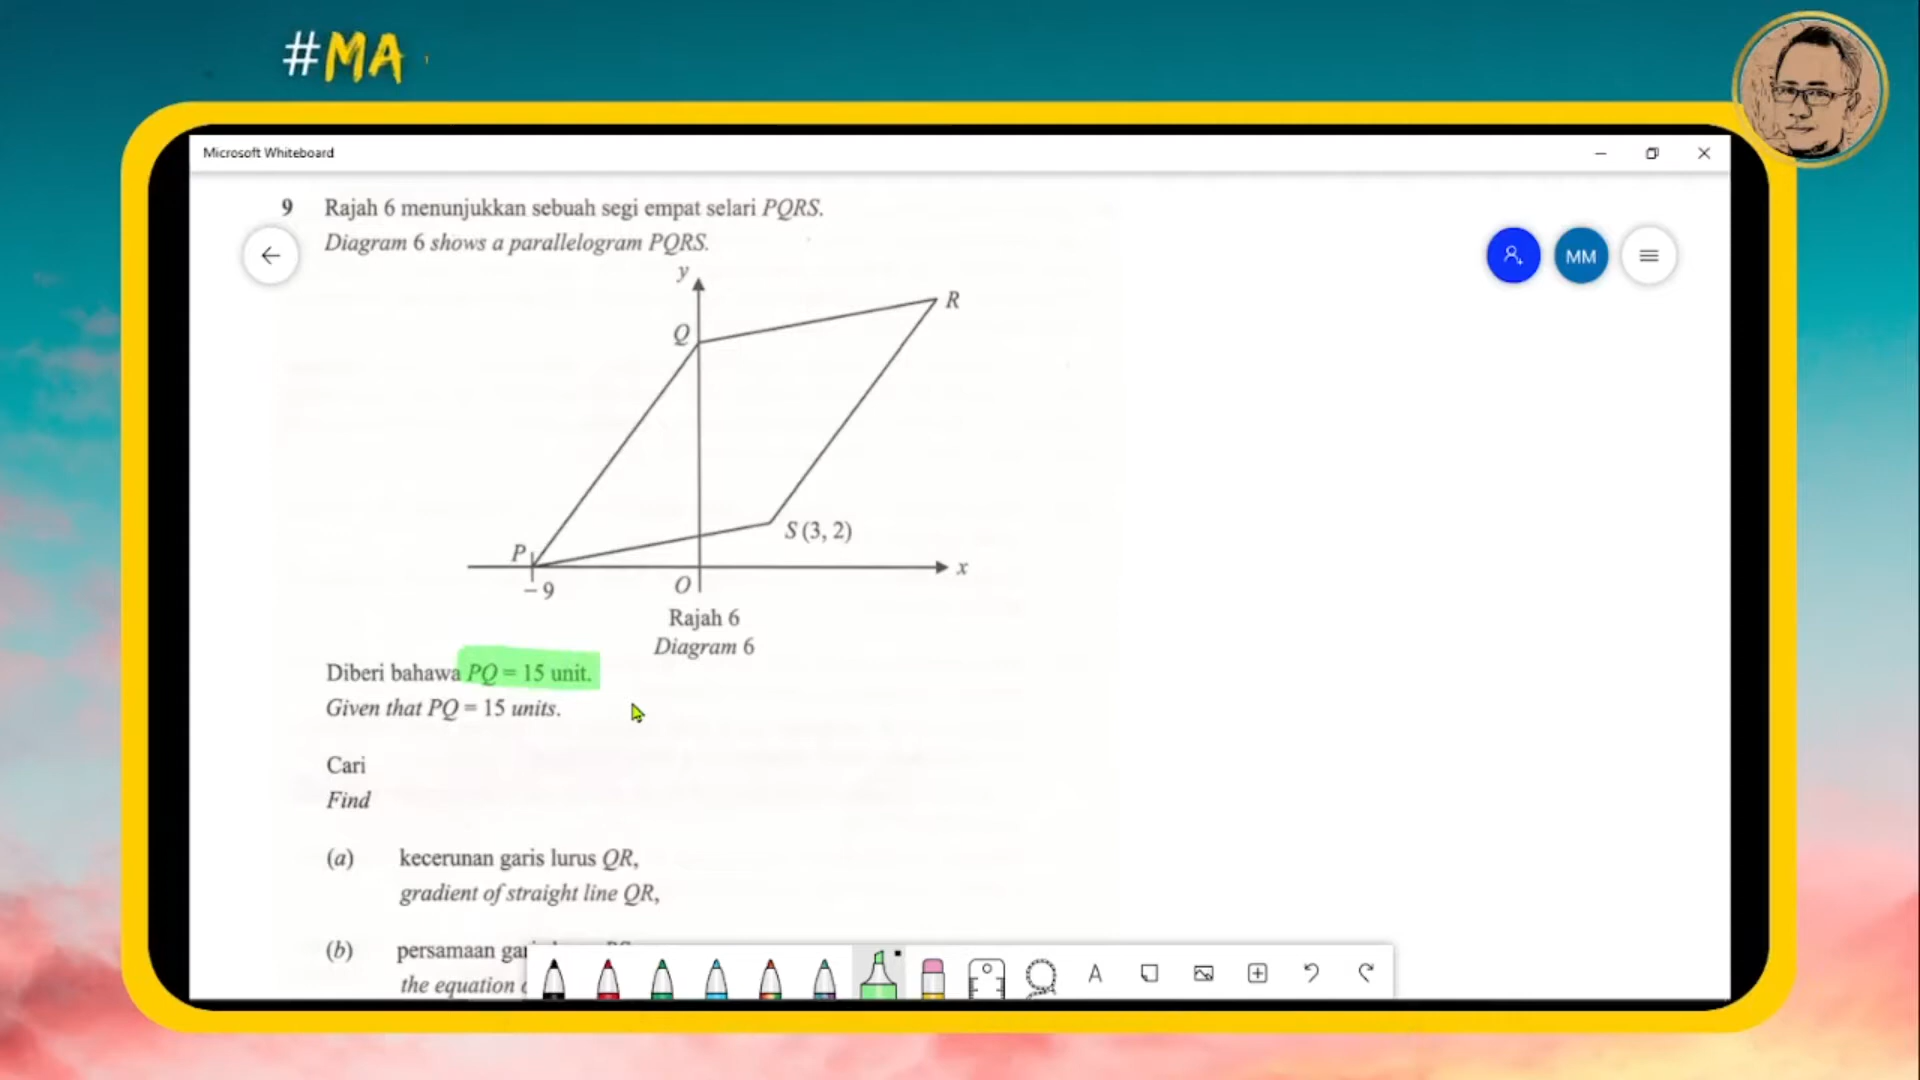 #MA
Microsoft Whiteboard
9 Rajah 6 menunjukkan sebuah segi empat selari PQRS.
Diagram 6 shows a parallelogram PQRS.
MM
y
R
Q
S (3, 2)
P
x
– 9
O
Rajah 6
Diagram 6
Diberi bahawa PQ = 15 unit.
Given that PQ = 15 units.
Cari
Find
(a) kecerunan garis lurus QR,
gradient of straight line QR,
(b) persamaan
the equation
A